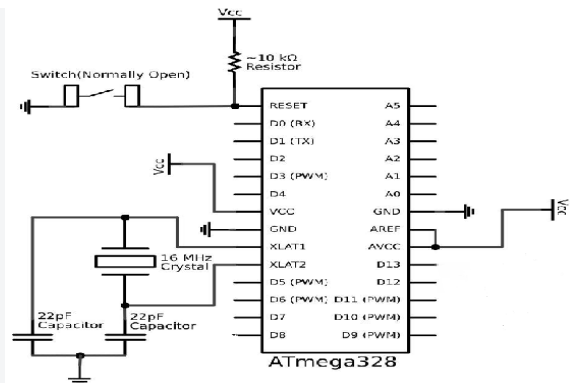 Vcc
~10 kΩ
Resistor
Switch(Normally Open)
RESET
A5
D0 (RX)
A4
D1 (TX)
A3
D2
A2
D3 (PWM)
A1
D4
A0
Vcc
VCC
GND
Vcc
GND
AREF
XLAT1
AVCC
16 MHz
Crystal
XLAT2
D13
D5 (PWM)
D12
D6 (PWM)
D11 (PWM)
22pF
Capacitor
22pF
Capacitor
D7
D10 (PWM)
D8
D9 (PWM)
ATmega328